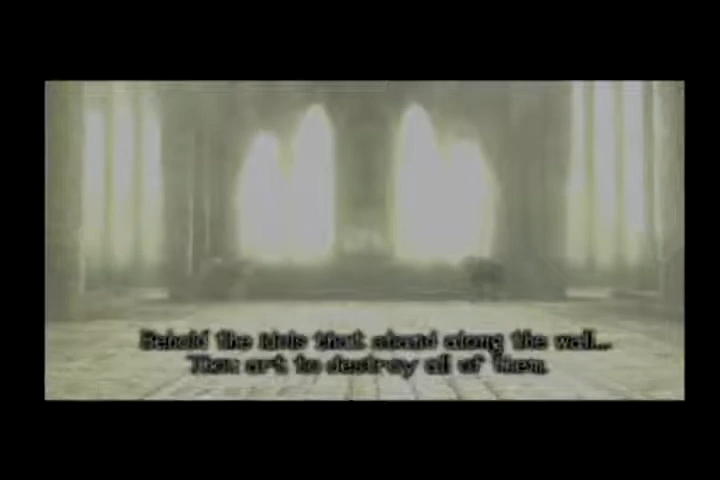 Behold the idols that stand along the wall...
Thou art to destroy all of them.